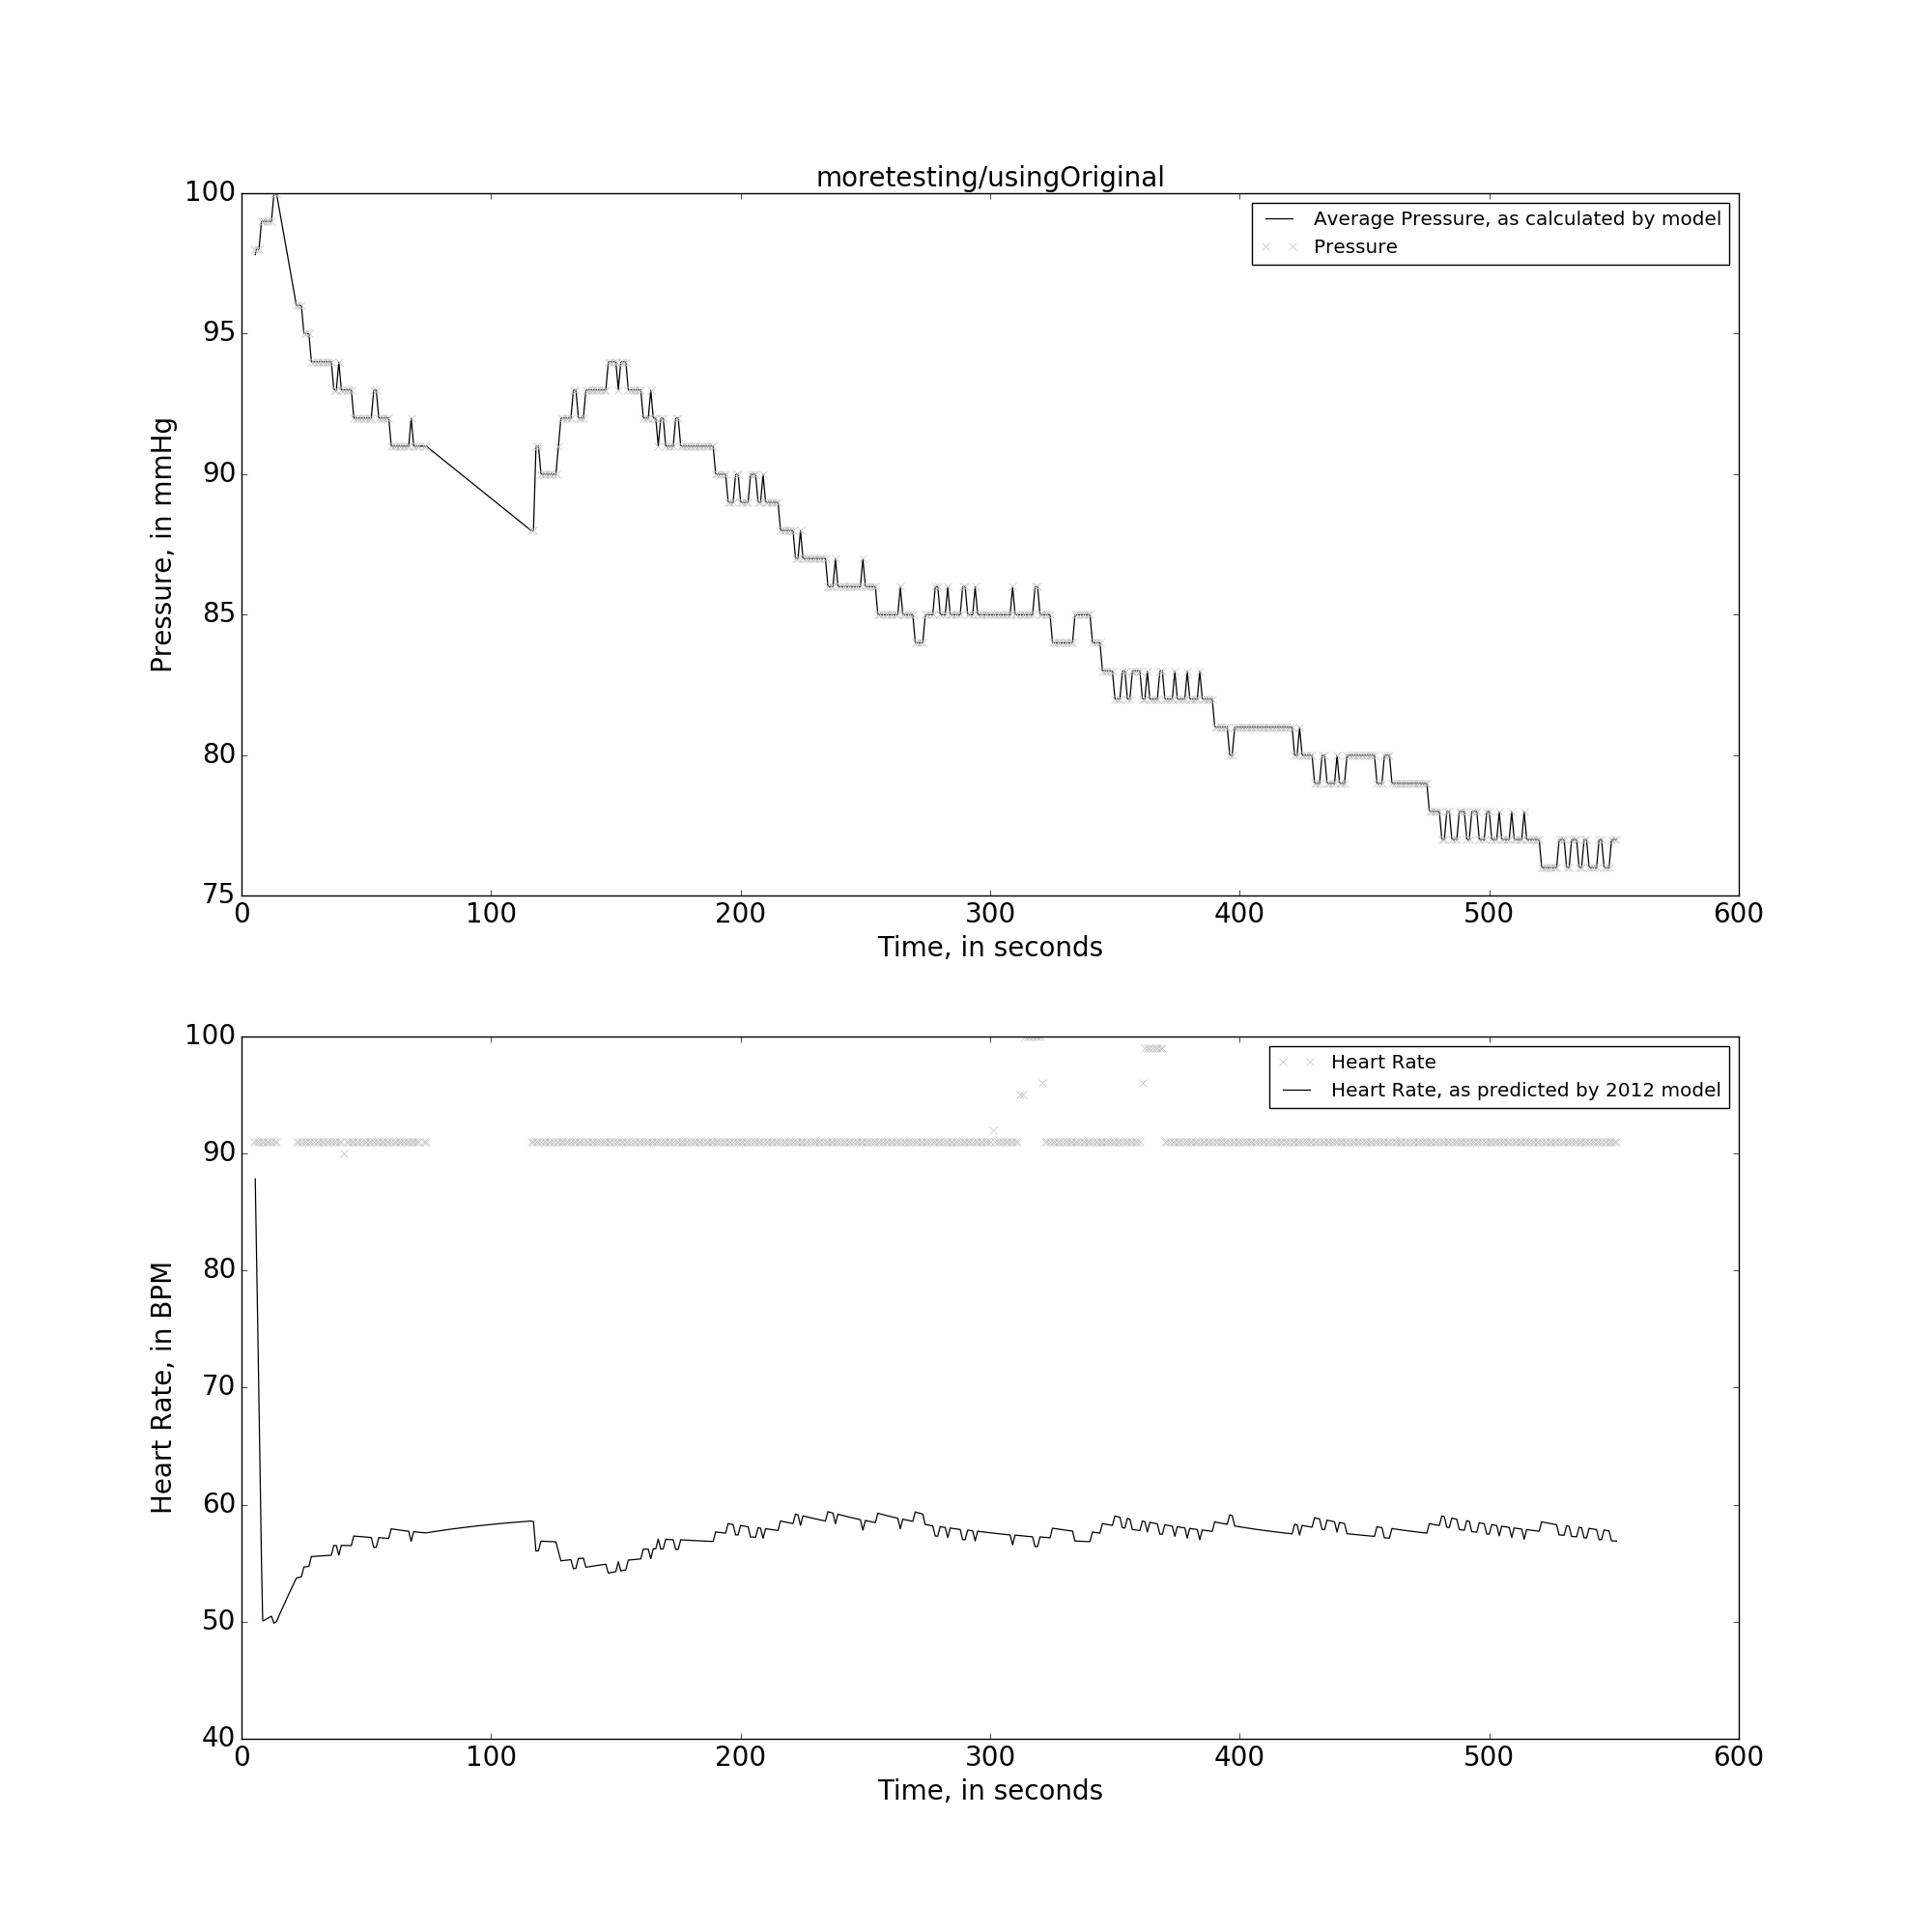 moretesting/usingOriginal
100
95
90
85
80
75
Pressure, in mmHg
Average Pressure, as calculated by model
Pressure
0 100 200 300 400 500 600
Time, in seconds
100
90
80
70
60
50
40
Heart Rate, in BPM
Heart Rate
Heart Rate, as predicted by 2012 model
0 100 200 300 400 500 600
Time, in seconds